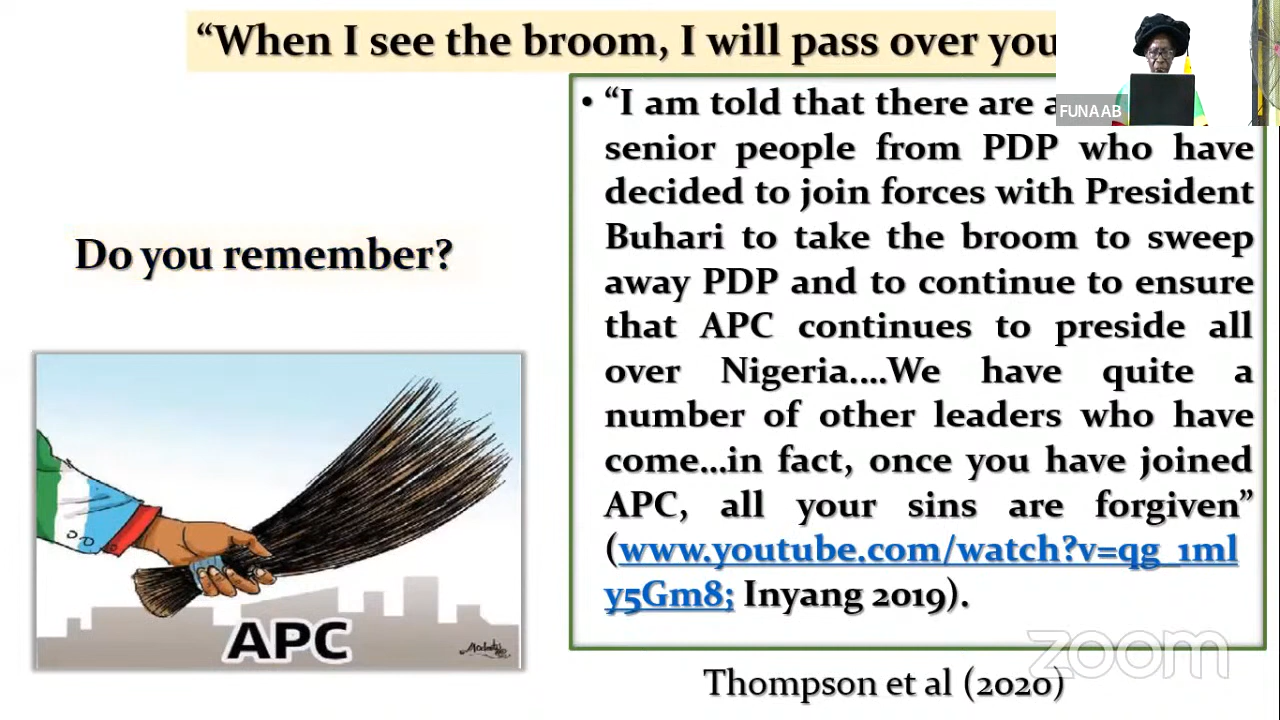 “When I see the broom, I will pass over you
FUNAAB
• “I am told that there are a
senior people from PDP who have
decided to join forces with President
Buhari to take the broom to sweep
away PDP and to continue to ensure
that APC continues to preside all
over Nigeria....We have quite a
number of other leaders who have
come...in fact, once you have joined
APC, all your sins are forgiven”
(www.youtube.com/watch?v=qg_1ml
y5Gm8; Inyang 2019).
Do you remember?
APC
zoom
Thompson et al (2020)